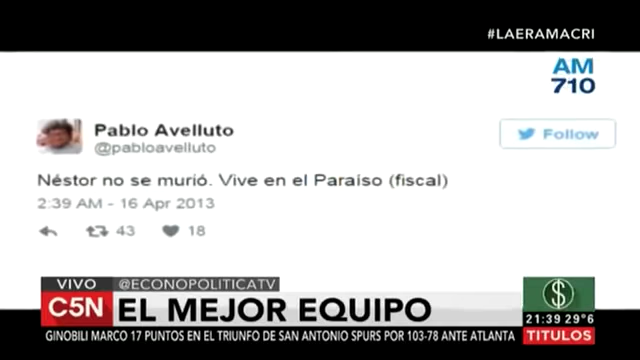 #LAERAMACRI
AM
710
Pablo Avelluto
@pabloavelluto
Follow
Néstor no se murió. Vive en el Paraíso (fiscal)
2:39 AM - 16 Apr 2013
43
18
VIVO
@ECONOPOLITICATV
C5N
EL MEJOR EQUIPO
$
21:39 29°6
GINOBILI MARCO 17 PUNTOS EN EL TRIUNFO DE SAN ANTONIO SPURS POR 103-78 ANTE ATLANTA
TITULOS